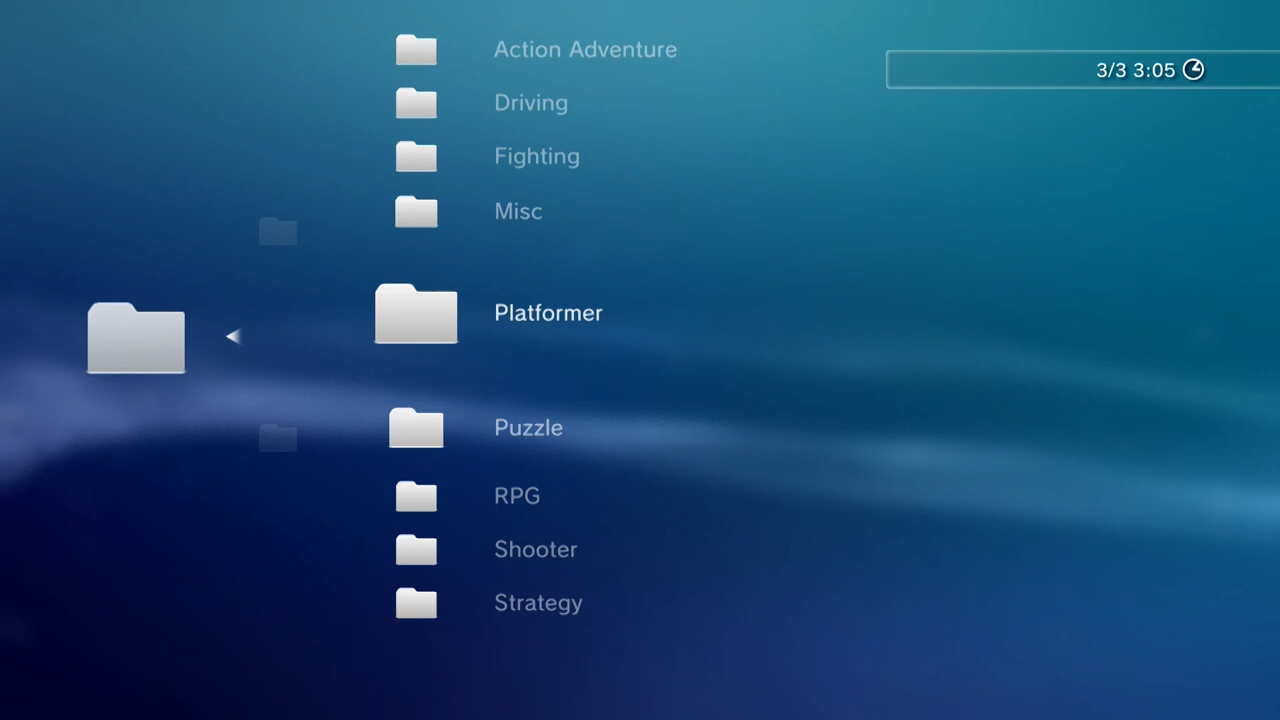 Action Adventure
3/3 3:05
Driving
Fighting
Misc
Platformer
Puzzle
RPG
Shooter
Strategy